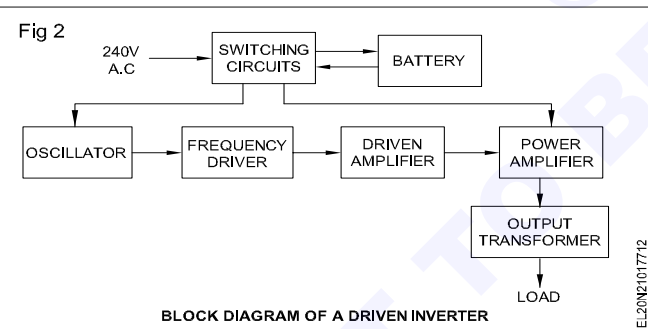 Fig 2
240V
A.C
SWITCHING
CIRCUITS
BATTERY
OSCILLATOR
FREQUENCY
DRIVER
DRIVEN
AMPLIFIER
POWER
AMPLIFIER
OUTPUT
TRANSFORMER
LOAD
BLOCK DIAGRAM OF A DRIVEN INVERTER
EL20N21017712